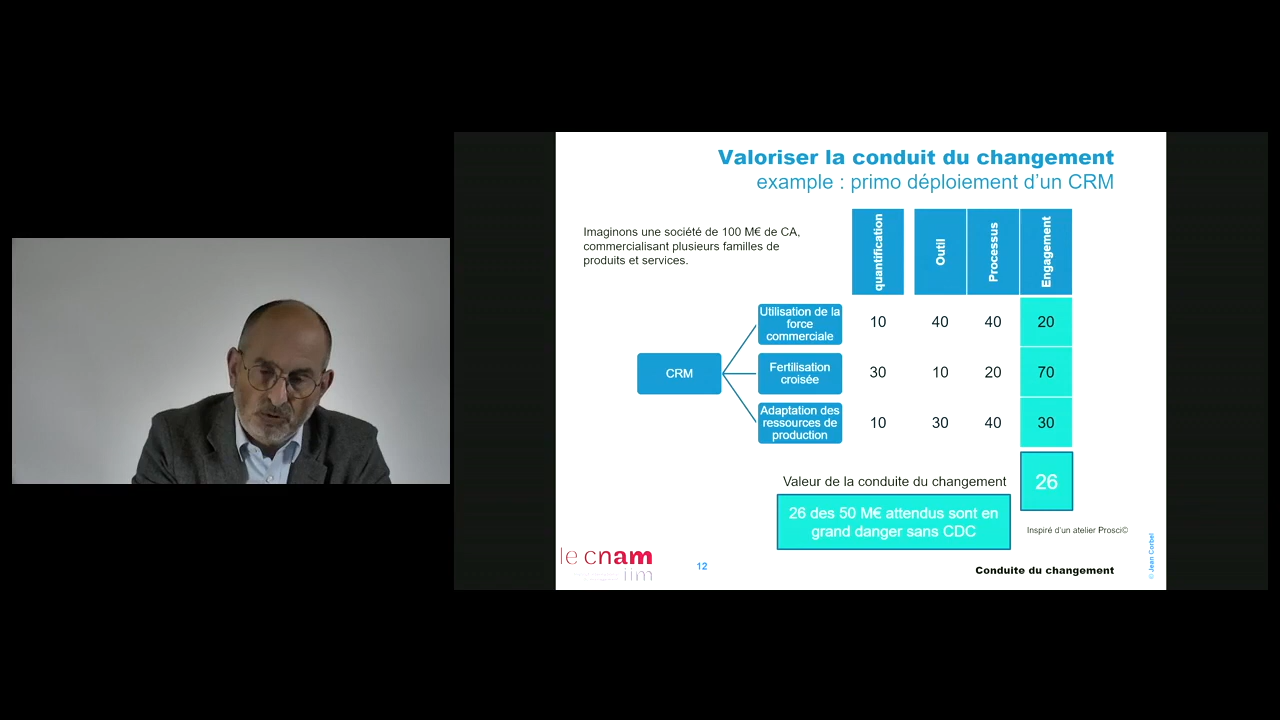 Valoriser la conduit du changement
example : primo déploiement d'un CRM
Imaginons une société de 100 M€ de CA,
commercialisant plusieurs familles de
produits et services.
quantification
Outil
Processus
Engagement
Utilisation de la
force
commerciale
10 40 40 20
CRM
Fertilisation
croisée
30 10 20 70
Adaptation des
ressources de
production
10 30 40 30
Valeur de la conduite du changement
26
26 des 50 M€ attendus sont en
grand danger sans CDC
Inspiré d'un atelier Prosci©
© Jean Corbel
le cnam
iim
12
Conduite du changement